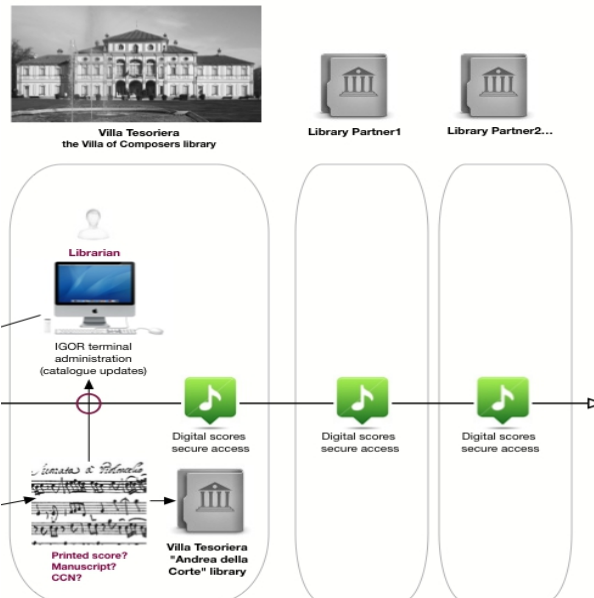 Villa Tesoriera
the Villa of Composers library
Library Partner1
Library Partner2...
Librarian
IGOR terminal
administration
(catalogue updates)
Digital scores
secure access
Digital scores
secure access
Digital scores
secure access
Printed score?
Manuscript?
CCN?
Villa Tesoriera
"Andrea della
Corte" library